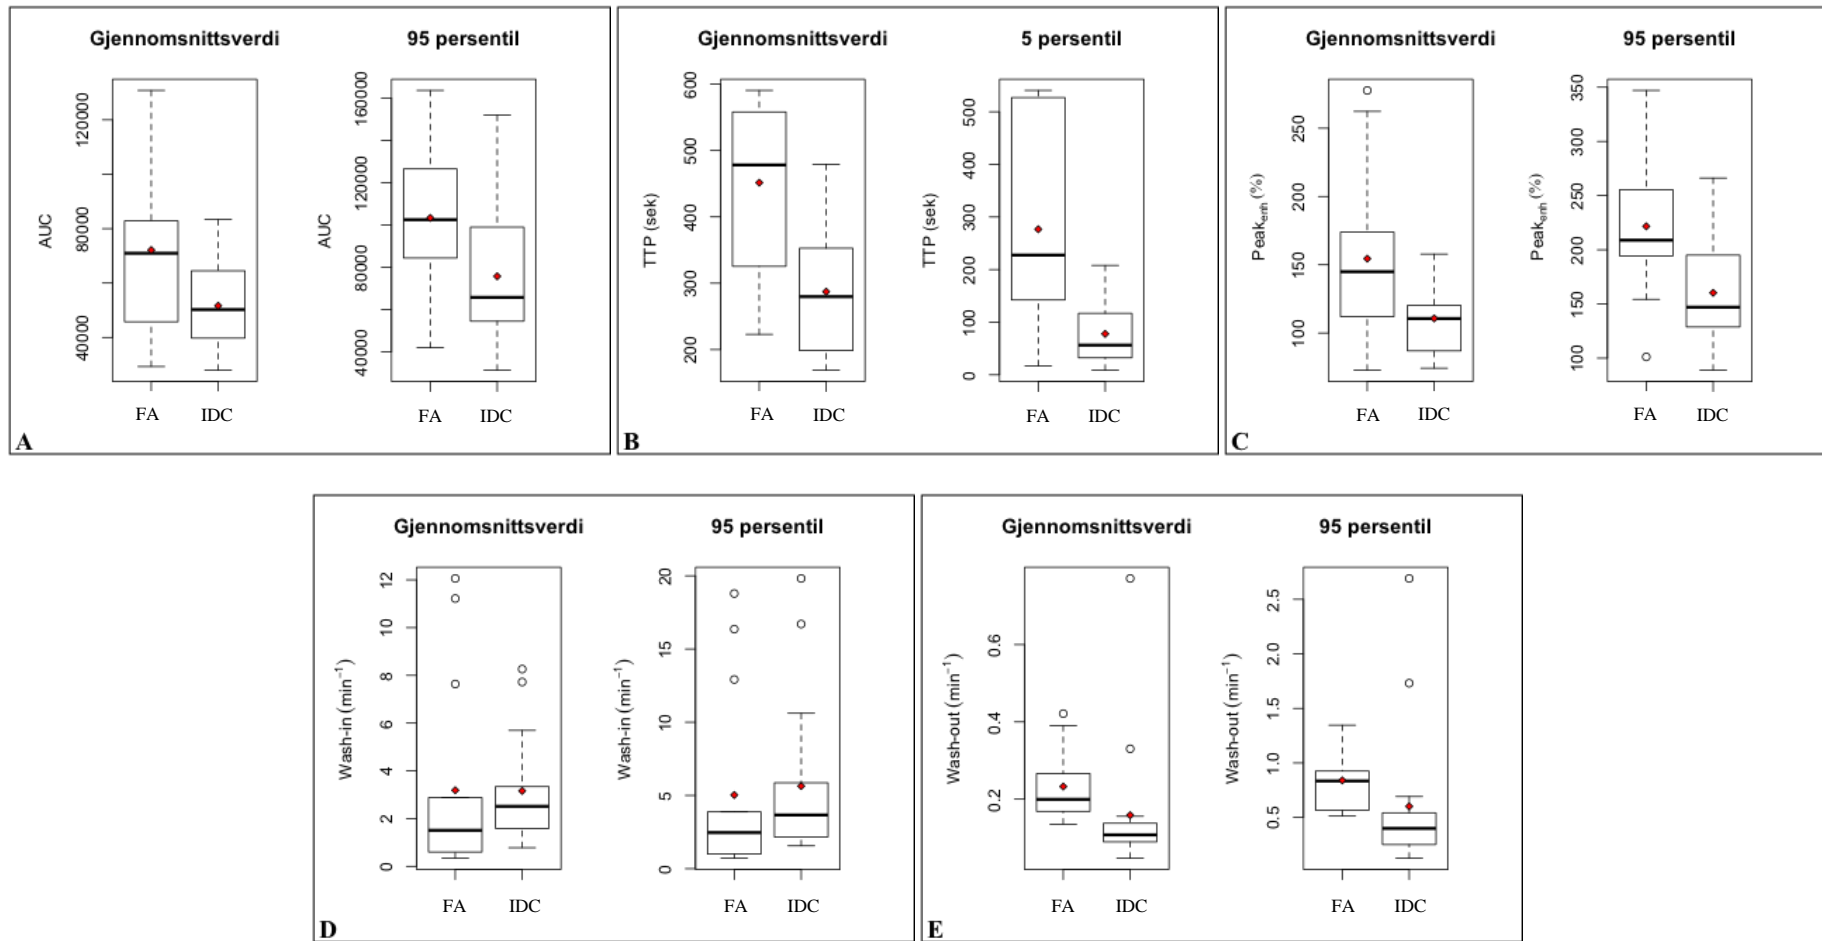 Gjennomsnittsverdi
95 persentil
AUC
40000
80000
120000
AUC
40000
80000
120000
160000
FA
IDC
FA
IDC
A
Gjennomsnittsverdi
5 persentil
TTP (sek)
200
300
400
500
600
TTP (sek)
0
100
200
300
400
500
FA
IDC
FA
IDC
B
Gjennomsnittsverdi
95 persentil
Peakenh (%)
100
150
200
250
Peakenh (%)
100
150
200
250
300
350
FA
IDC
FA
IDC
C
Gjennomsnittsverdi
95 persentil
Wash-in (min⁻¹)
0
2
4
6
8
10
12
Wash-in (min⁻¹)
0
5
10
15
20
FA
IDC
FA
IDC
D
Gjennomsnittsverdi
95 persentil
Wash-out (min⁻¹)
0.2
0.4
0.6
Wash-out (min⁻¹)
0.5
1.0
1.5
2.0
2.5
FA
IDC
FA
IDC
E